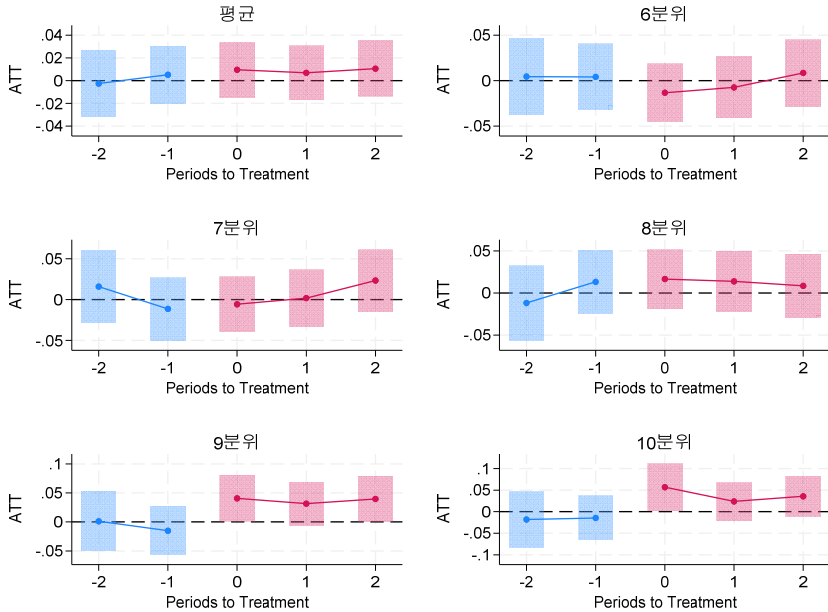 평균
.04
.02
0
-.02
-.04
ATT
-2 -1 0 1 2
Periods to Treatment
6분위
.05
0
-.05
ATT
-2 -1 0 1 2
Periods to Treatment
7분위
.05
0
-.05
ATT
-2 -1 0 1 2
Periods to Treatment
8분위
.05
0
-.05
ATT
-2 -1 0 1 2
Periods to Treatment
9분위
.1
.05
0
-.05
ATT
-2 -1 0 1 2
Periods to Treatment
10분위
.1
.05
0
-.05
-.1
ATT
-2 -1 0 1 2
Periods to Treatment